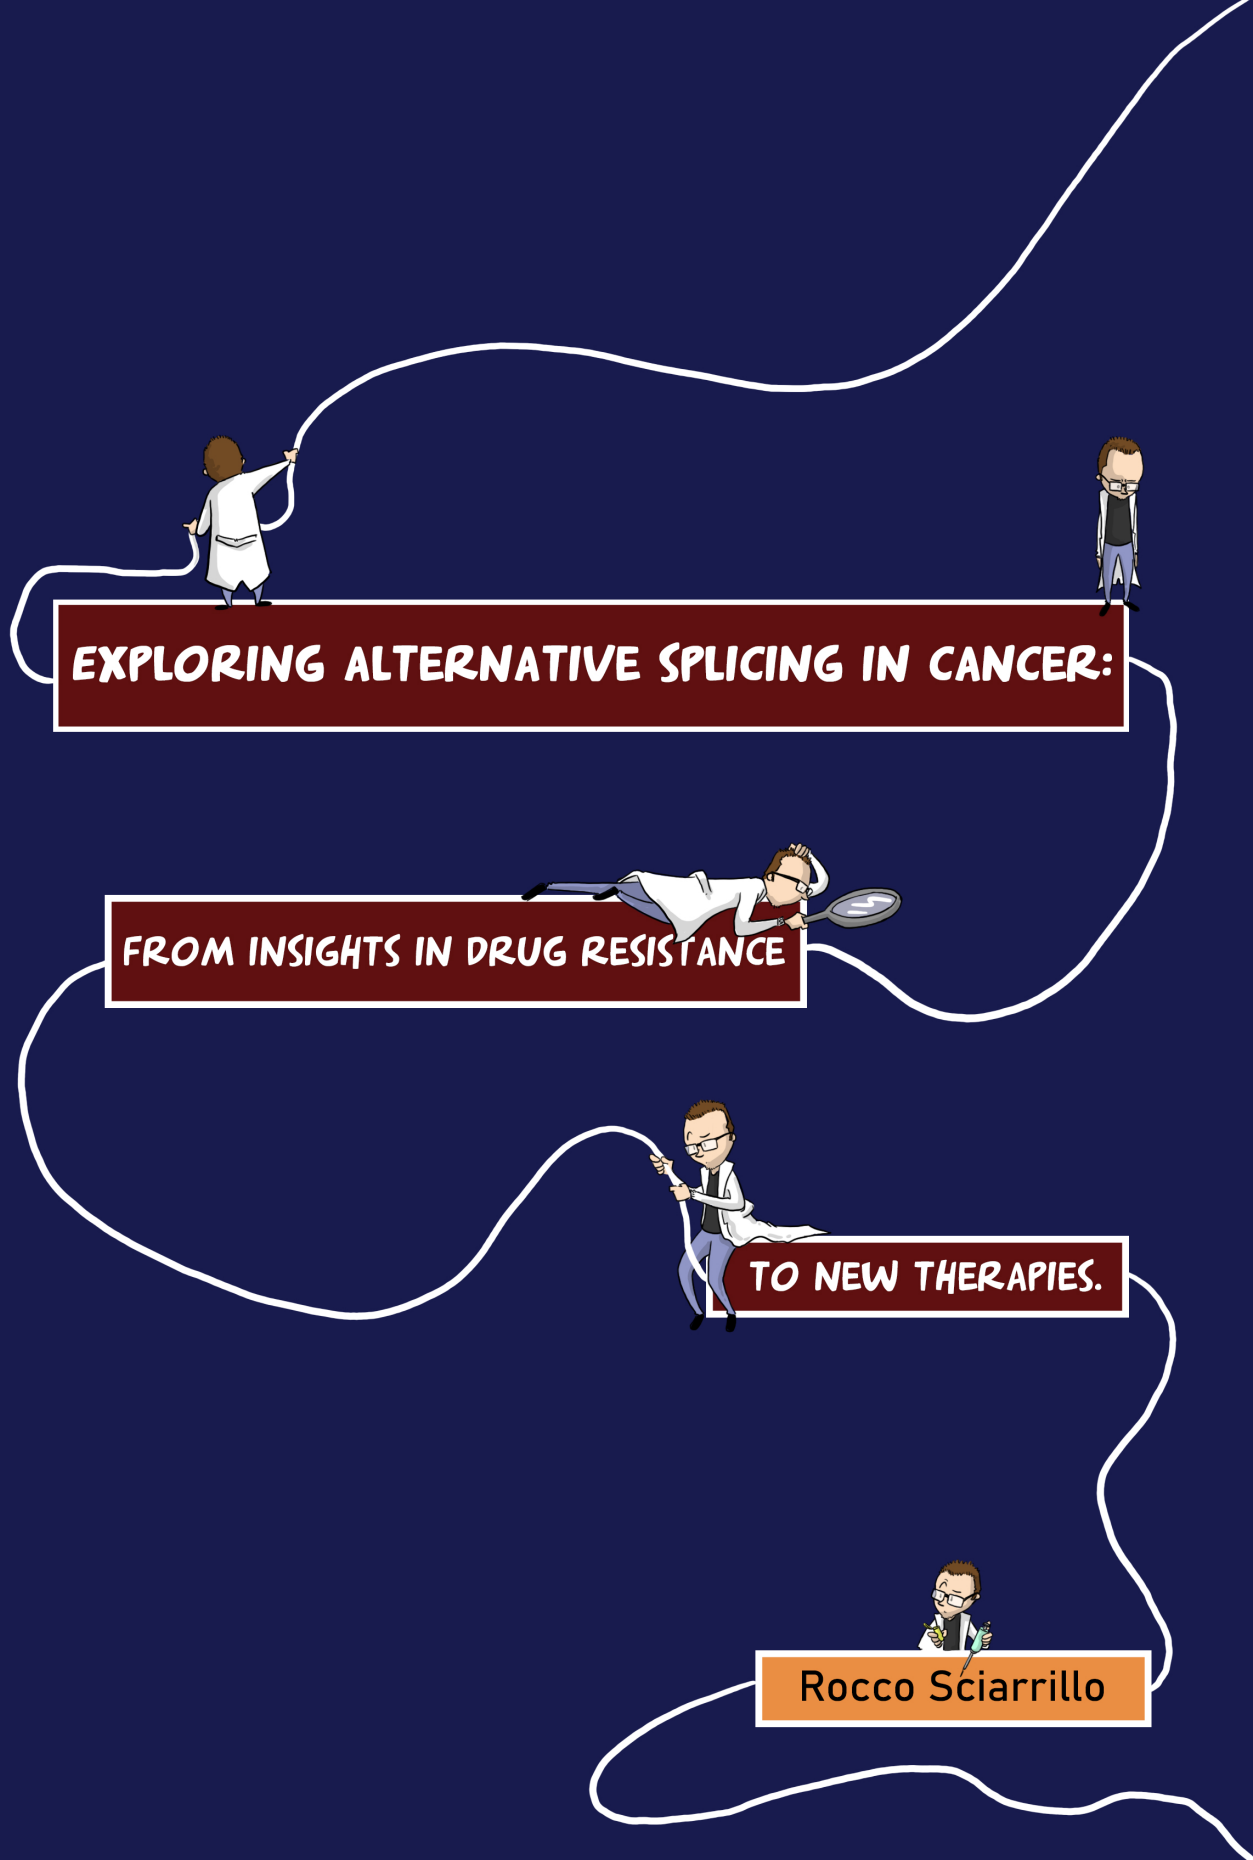 EXPLORING ALTERNATIVE SPLICING IN CANCER:
FROM INSIGHTS IN DRUG RESISTANCE
TO NEW THERAPIES.
Rocco Sciarrillo